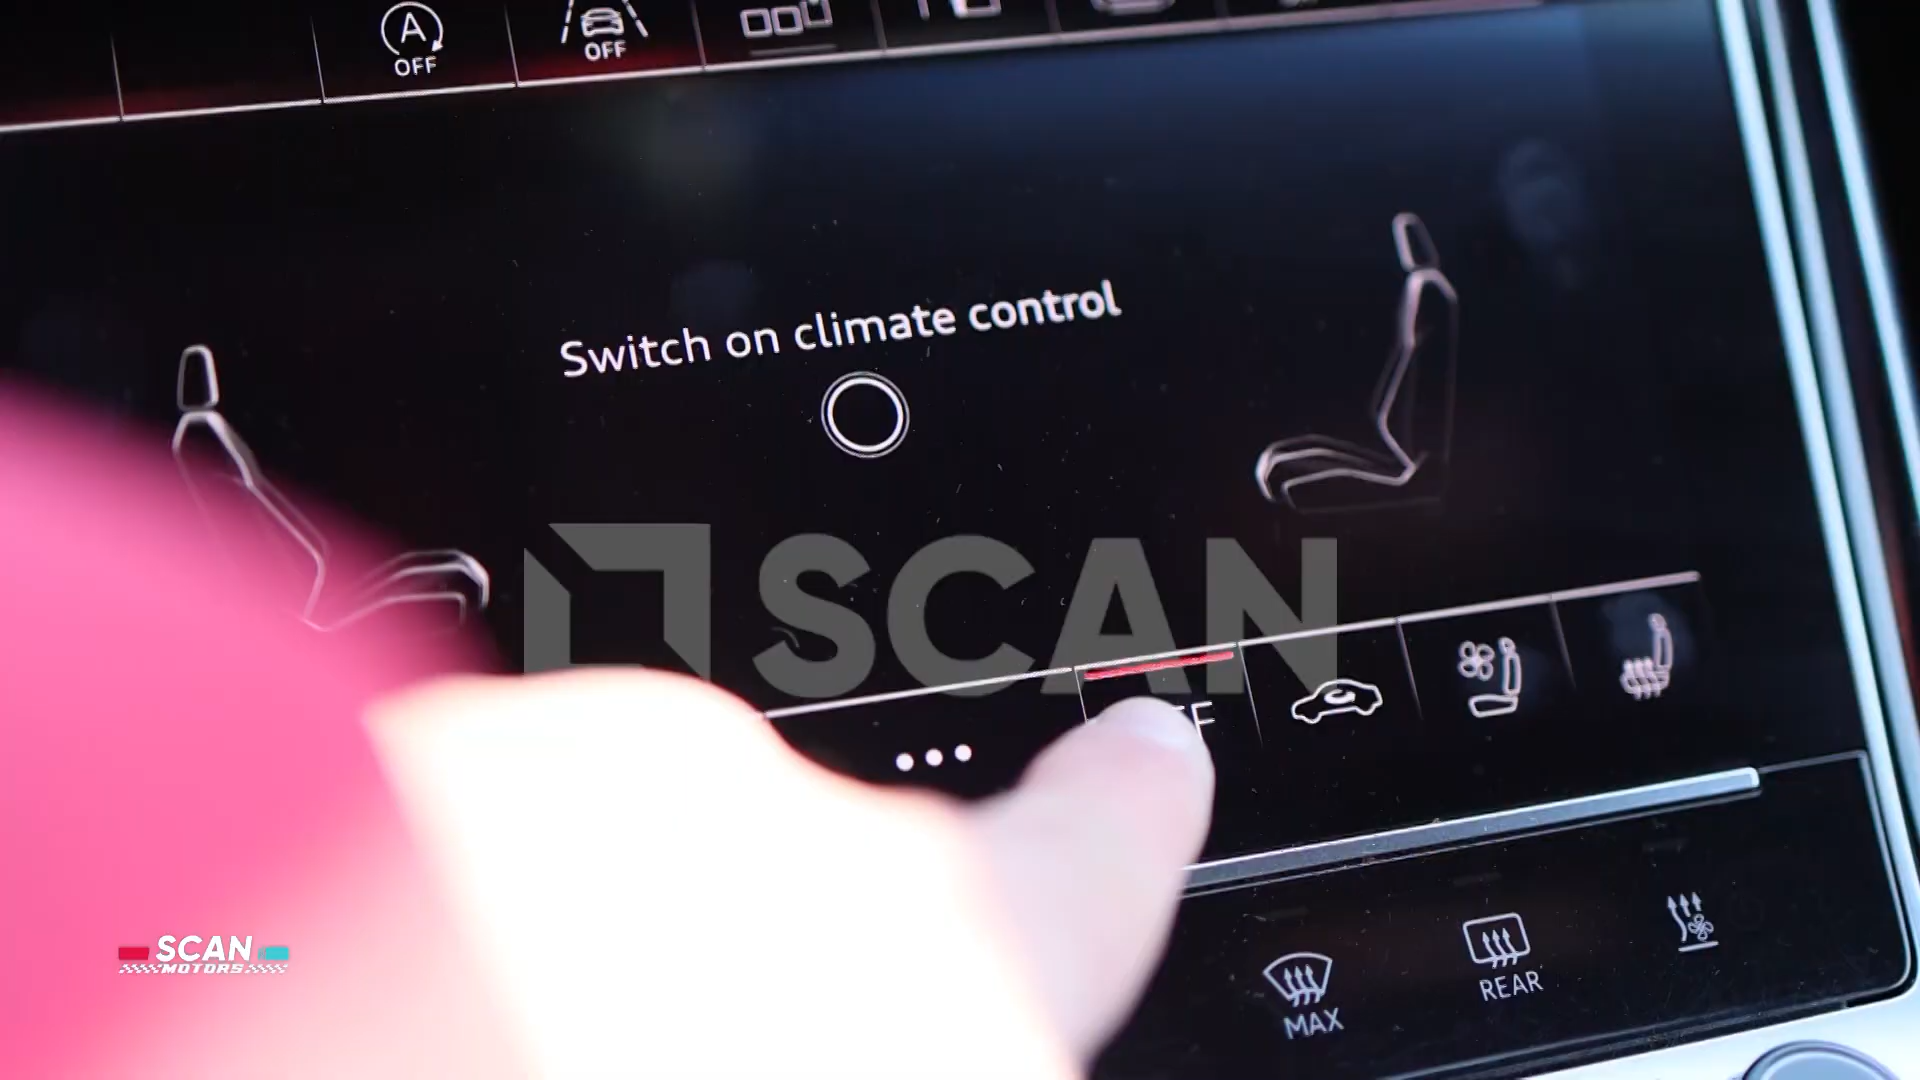 A
OFF
OFF
Switch on climate control
SCAN
SCAN
MOTORS
REAR
MAX